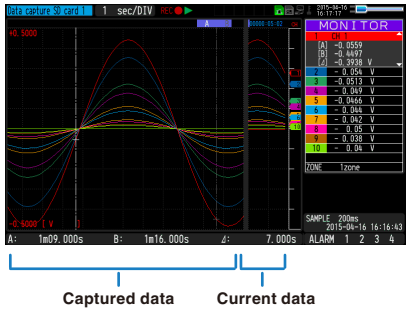 Data capture SD card 1 1 sec/DIV REC 2015-04-16 16:17:17
A 00000-05-02
+0.5000
MONITOR
1 CH
[A] -0.0559
[B] -0.4497
[⊿] -0.3938 V
2 - 0.054 V
3 -0.0513 V
4 - 0.049 V
5 -0.0466 V
6 - 0.044 V
7 - 0.042 V
8 - 0.05 V
9 - 0.038 V
10 - 0.04 V
ZONE 1zone
-0.5000 [ V ]
SAMPLE 200ms
2015-04-16 16:16:43
A: 1m09.000s B: 1m16.000s ⊿: 7.000s ALARM 1 2 3 4
Captured data Current data